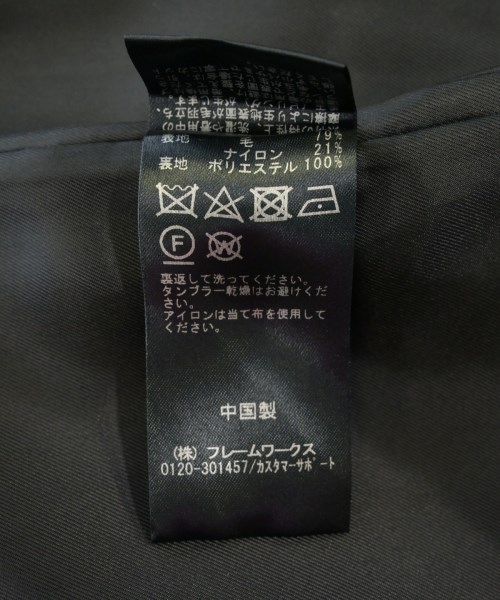 表地 毛 79%
ナイロン 21%
裏地 ポリエステル 100%
F W
裏返して洗ってください。
タンブラー乾燥はお避けくだ
さい。
アイロンは当て布を使用して
ください。
中国製
(株) フレームワークス
0120-301457/カスタマーサポート